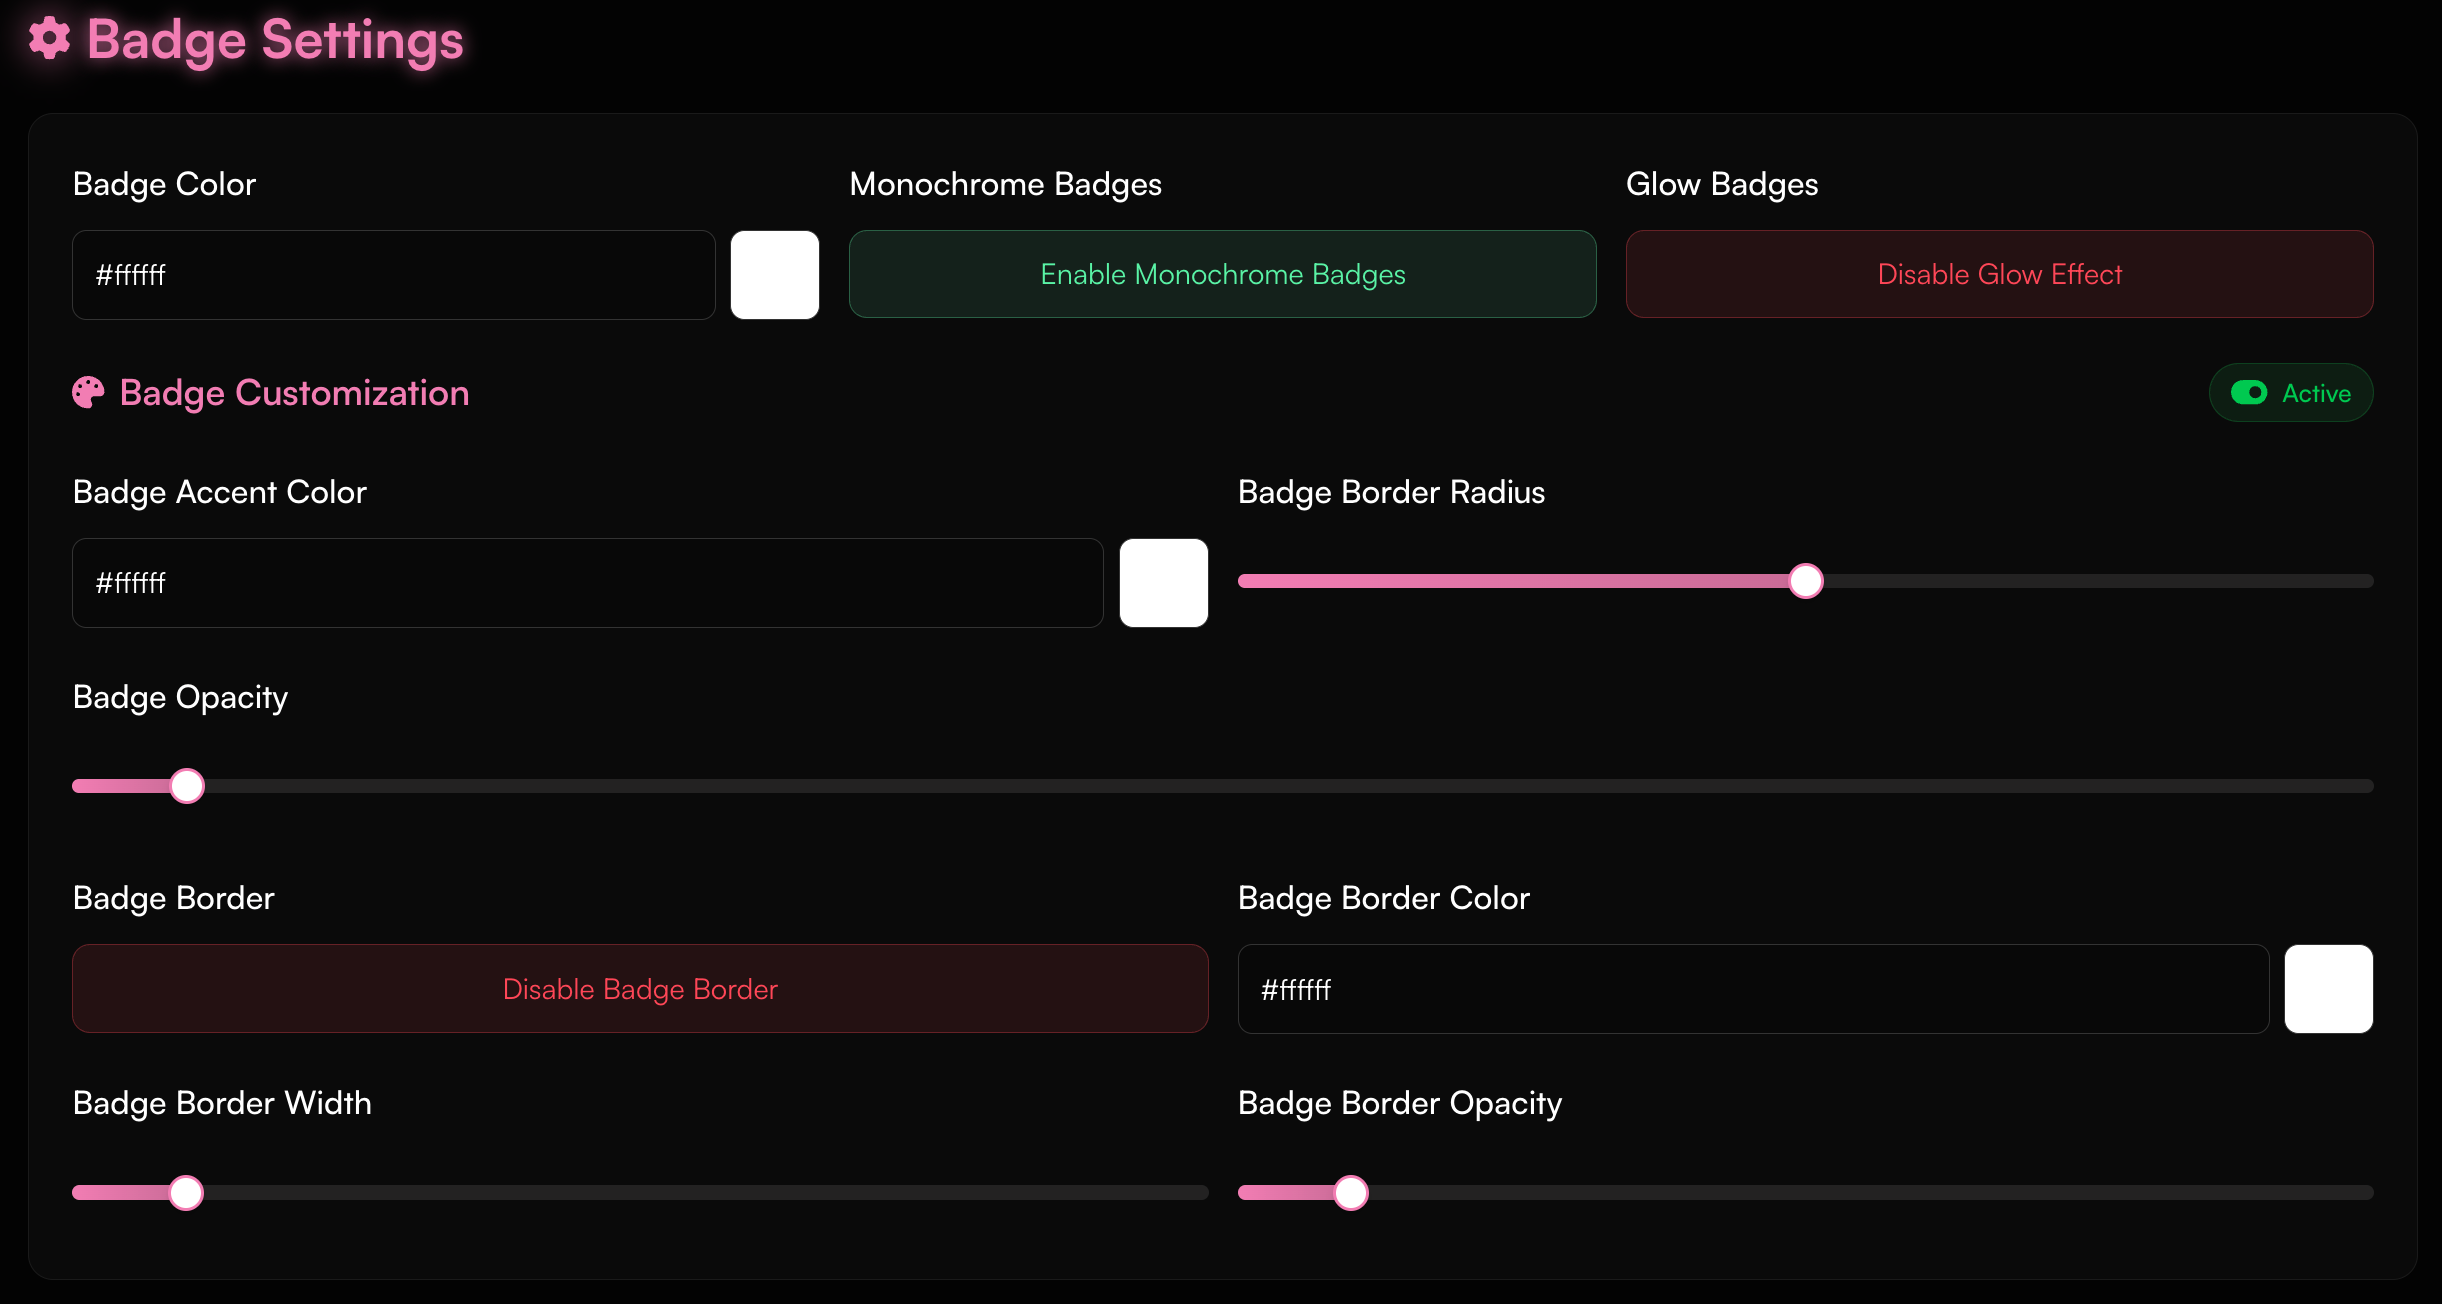 Badge Settings
Badge Color
Monochrome Badges
Glow Badges
#ffffff
Enable Monochrome Badges
Disable Glow Effect
Badge Customization
Active
Badge Accent Color
Badge Border Radius
#ffffff
Badge Opacity
Badge Border
Badge Border Color
Disable Badge Border
#ffffff
Badge Border Width
Badge Border Opacity